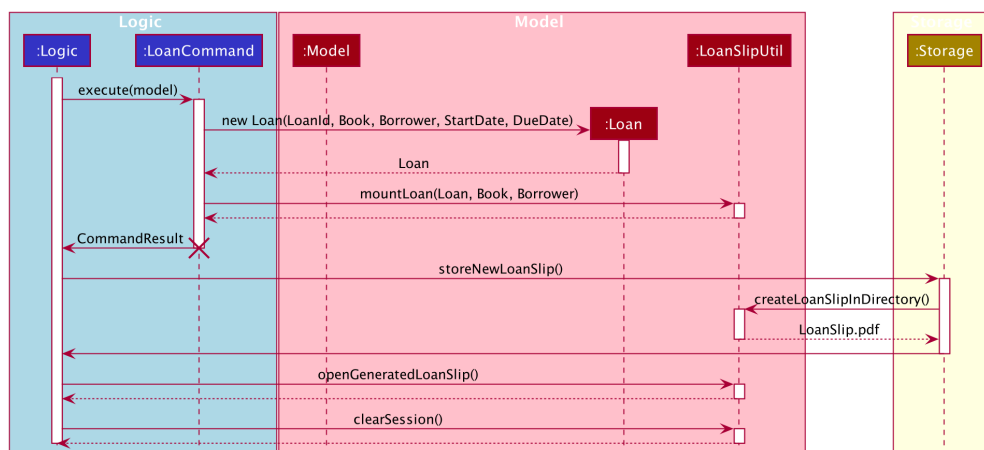 Logic
Model
Storage
:Logic
:LoanCommand
:Model
:LoanSlipUtil
:Storage
execute(model)
new Loan(LoanId, Book, Borrower, StartDate, DueDate)
:Loan
Loan
mountLoan(Loan, Book, Borrower)
CommandResult
storeNewLoanSlip()
createLoanSlipInDirectory()
LoanSlip.pdf
openGeneratedLoanSlip()
clearSession()